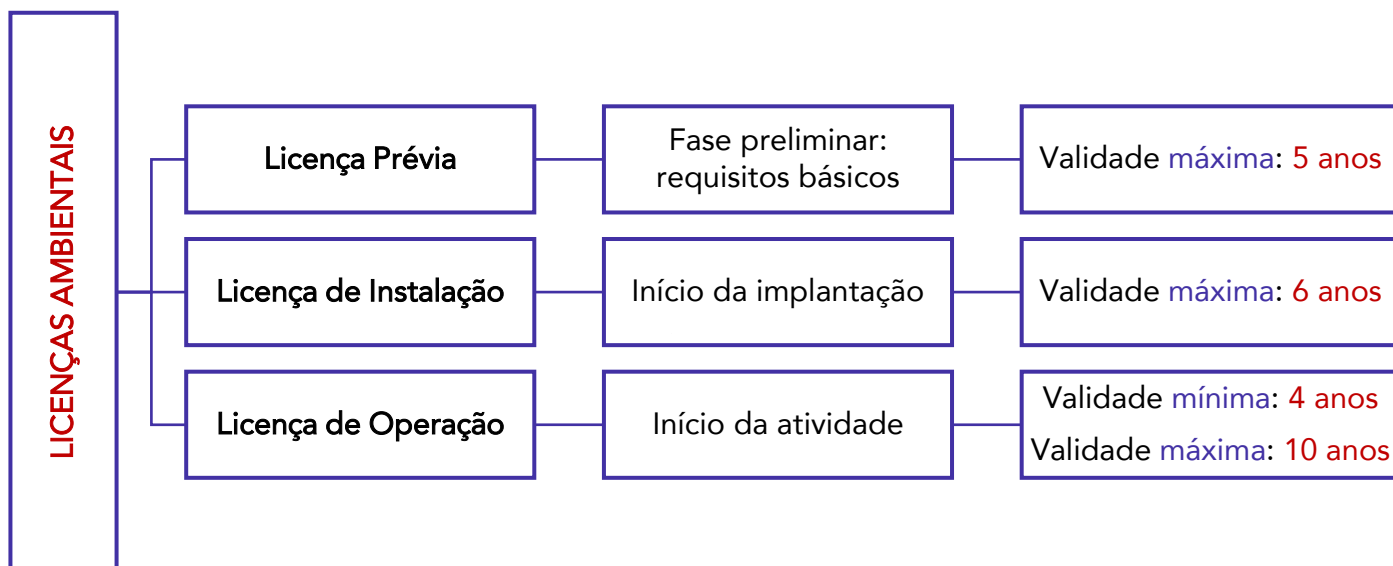 LICENÇAS AMBIENTAIS
Licença Prévia
Fase preliminar:
requisitos básicos
Validade máxima: 5 anos
Licença de Instalação
Início da implantação
Validade máxima: 6 anos
Licença de Operação
Início da atividade
Validade mínima: 4 anos
Validade máxima: 10 anos